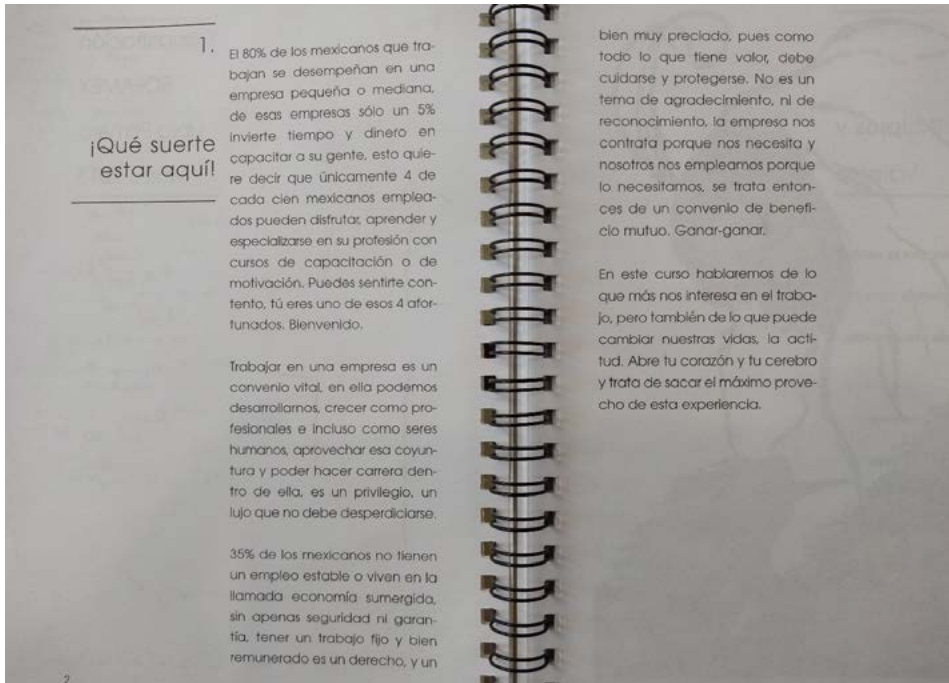 1.
¡Qué suerte
estar aquí!
El 80% de los mexicanos que tra-
bajan se desempeñan en una
empresa pequeña o mediana,
de esas empresas sólo un 5%
invierte tiempo y dinero en
capacitar a su gente, esto quie-
re decir que únicamente 4 de
cada cien mexicanos emplea-
dos pueden disfrutar, aprender y
especializarse en su profesión con
cursos de capacitación o de
motivación. Puedes sentirte con-
tento, tú eres uno de esos 4 afor-
tunados. Bienvenido.
Trabajar en una empresa es un
convenio vital, en ella podemos
desarrollarnos, crecer como pro-
fesionales e incluso como seres
humanos, aprovechar esa coyun-
tura y poder hacer carrera den-
tro de ella, es un privilegio, un
lujo que no debe desperdiciarse.
35% de los mexicanos no tienen
un empleo estable o viven en la
llamada economía sumergida,
sin apenas seguridad ni garan-
tía, tener un trabajo fijo y bien
remunerado es un derecho, y un
2
bien muy preciado, pues como
todo lo que tiene valor, debe
cuidarse y protegerse. No es un
tema de agradecimiento, ni de
reconocimiento, la empresa nos
contrata porque nos necesita y
nosotros nos empleamos porque
lo necesitamos, se trata enton-
ces de un convenio de benefi-
cio mutuo. Ganar-ganar.
En este curso hablaremos de lo
que más nos interesa en el traba-
jo, pero también de lo que puede
cambiar nuestras vidas, la acti-
tud. Abre tu corazón y tu cerebro
y trata de sacar el máximo prove-
cho de esta experiencia.